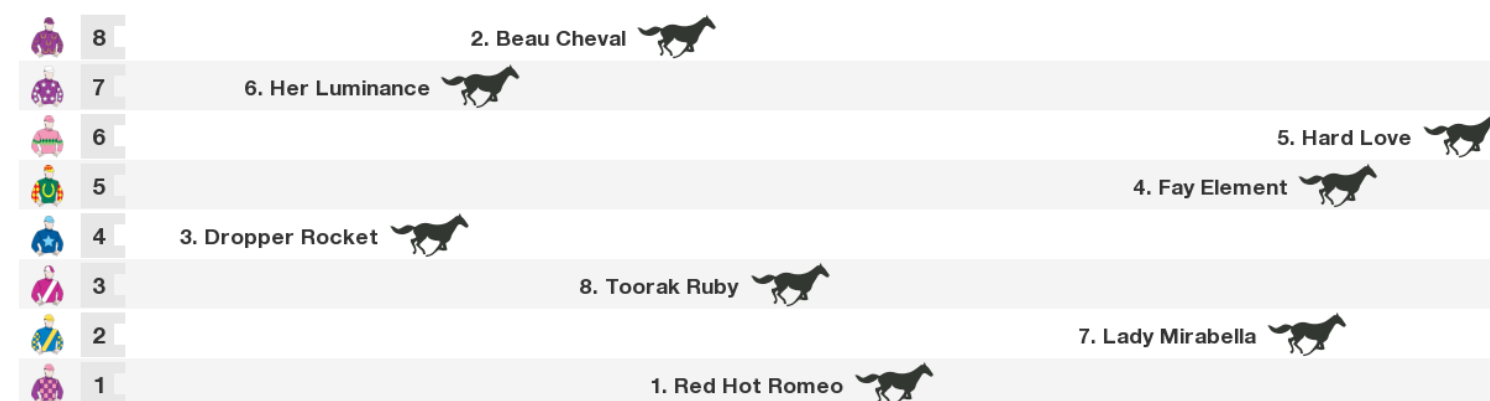 8 2. Beau Cheval
7 6. Her Luminance
6 5. Hard Love
5 4. Fay Element
4 3. Dropper Rocket
3 8. Toorak Ruby
2 7. Lady Mirabella
1 1. Red Hot Romeo